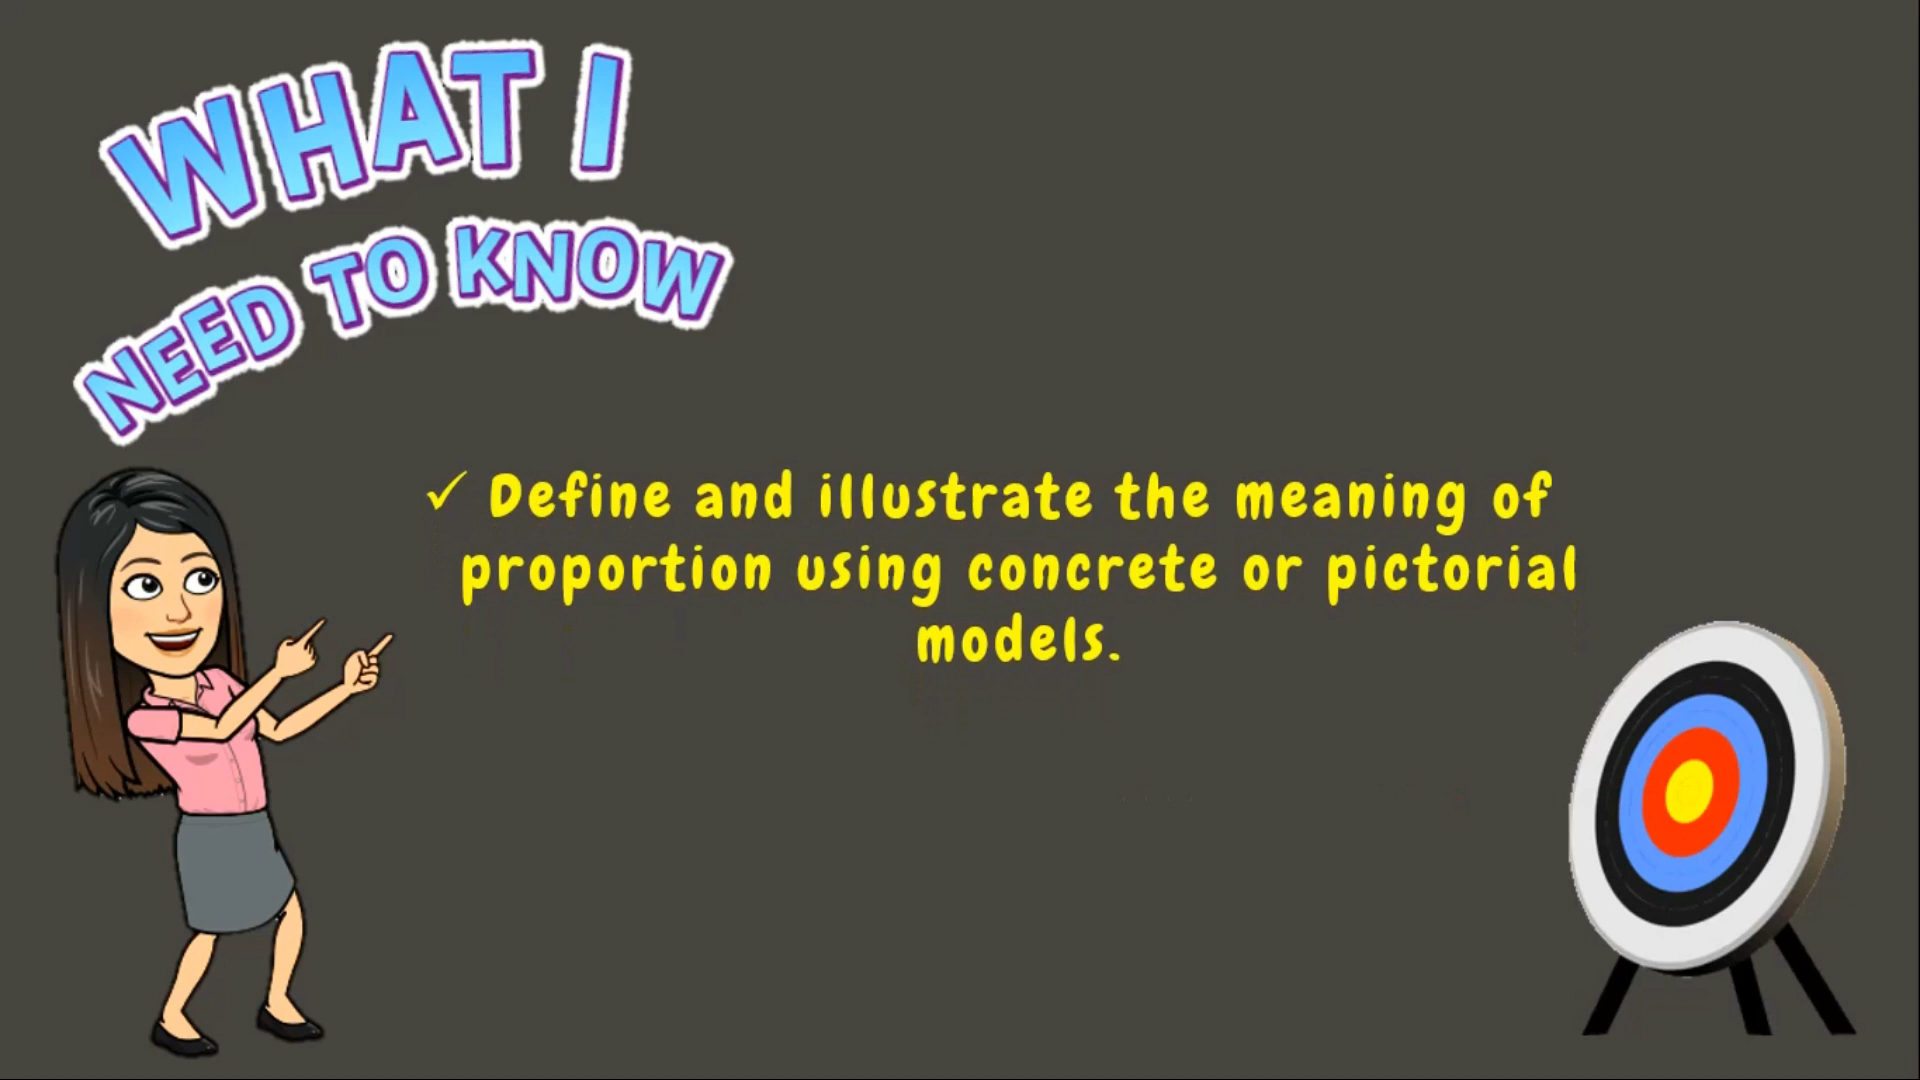 WHAT I
NEED TO KNOW
✓ Define and illustrate the meaning of
proportion using concrete or pictorial
models.